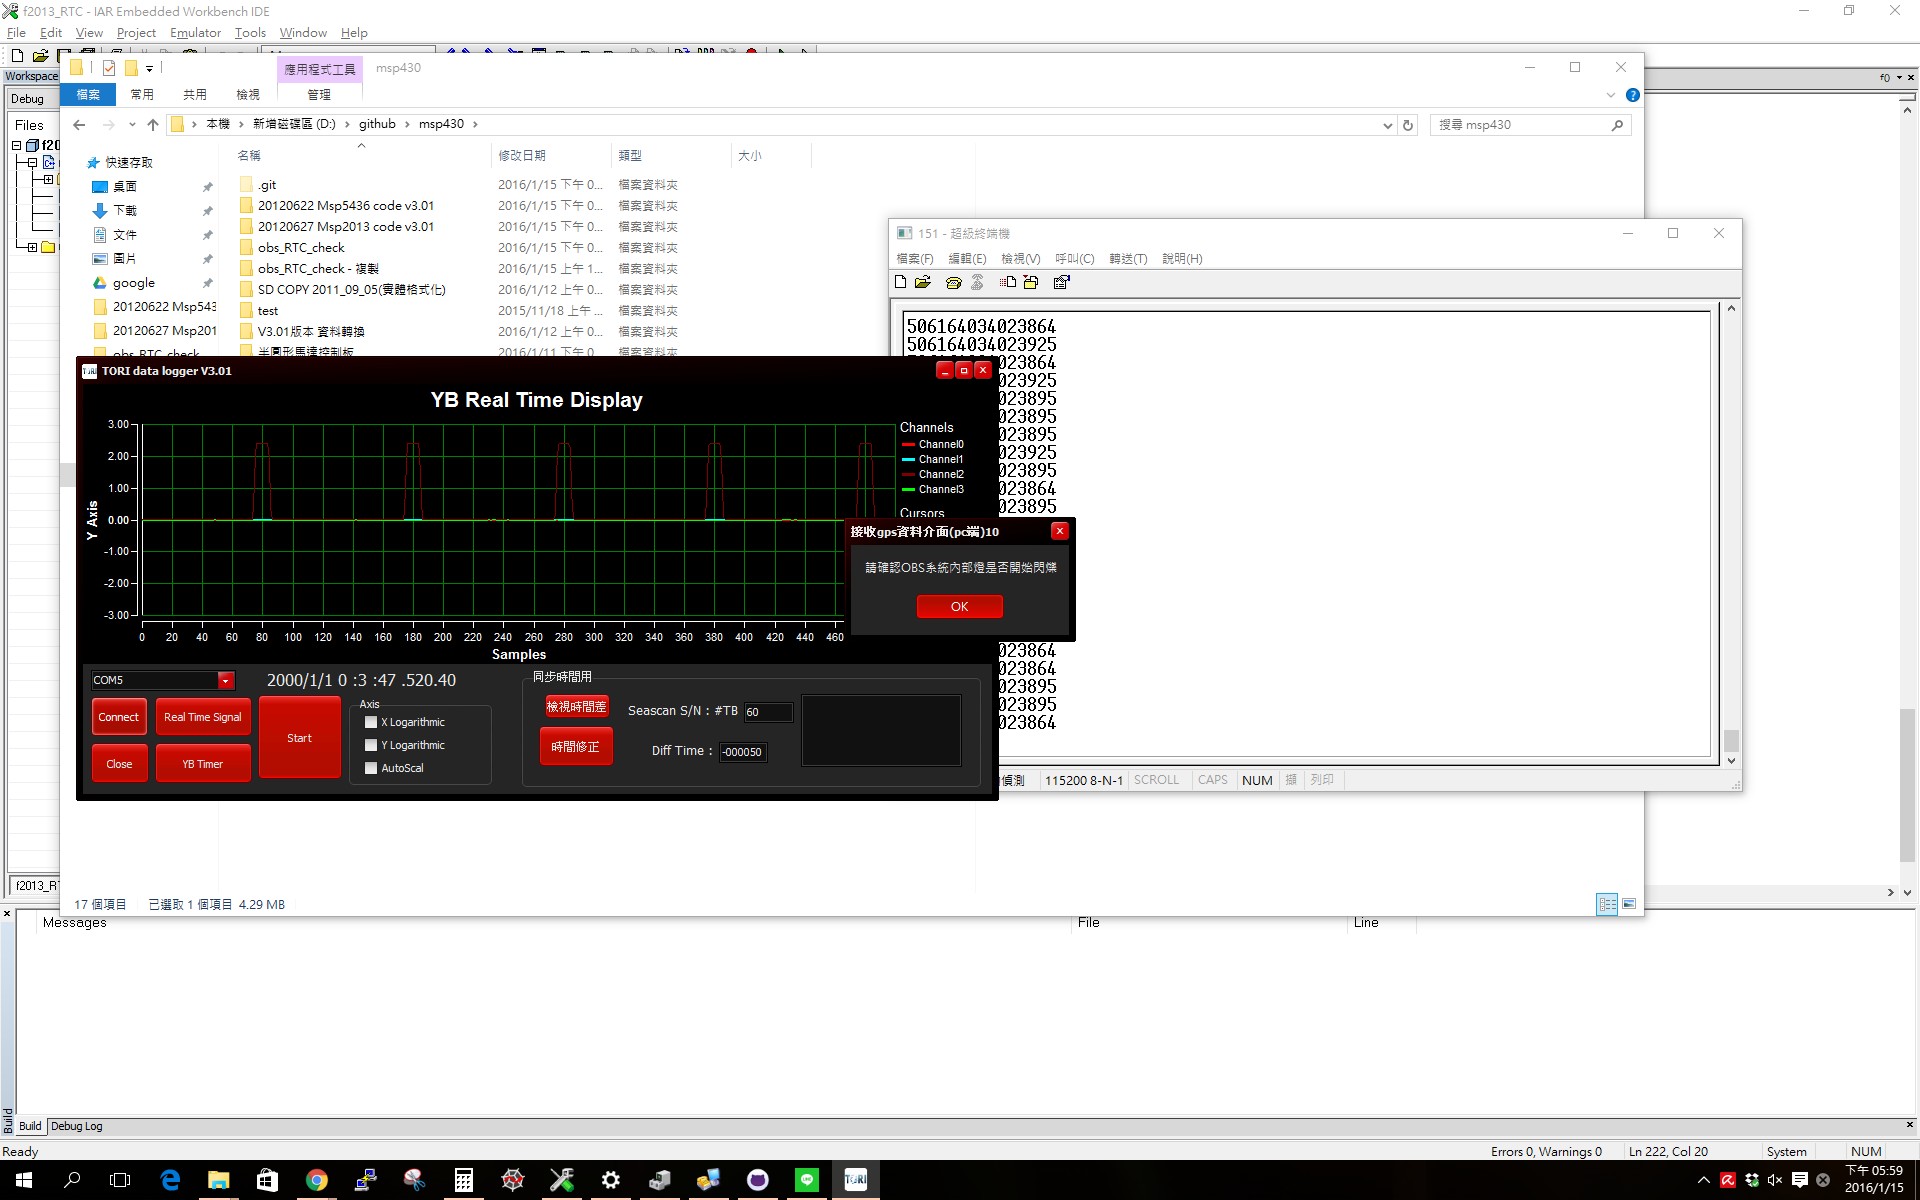 f2013_RTC - IAR Embedded Workbench IDE
File Edit View Project Emulator Tools Window Help
Workspace
Debug
Files
f20
f2013_RT
f0
應用程式工具 msp430
檔案 常用 共用 檢視 管理
本機 新增磁碟區 (D:) github msp430
搜尋 msp430
快速存取
桌面
下載
文件
圖片
google
20120622 Msp543
20120627 Msp201
obs_RTC_check
名稱 修改日期 類型 大小
.git 2016/1/15 下午 0... 檔案資料夾
20120622 Msp5436 code v3.01 2016/1/15 下午 0... 檔案資料夾
20120627 Msp2013 code v3.01 2016/1/15 下午 0... 檔案資料夾
obs_RTC_check 2016/1/15 下午 0... 檔案資料夾
obs_RTC_check - 複製 2016/1/15 上午 1... 檔案資料夾
SD COPY 2011_09_05(實體格式化) 2016/1/12 上午 0... 檔案資料夾
test 2015/11/18 上午 ... 檔案資料夾
V3.01版本 資料轉換 2016/1/12 上午 0... 檔案資料夾
半圓形馬達控制板 2016/1/11 下午 0... 檔案資料夾
17 個項目 已選取 1 個項目 4.29 MB
151 - 超級終端機
檔案(F) 編輯(E) 檢視(V) 呼叫(C) 轉送(T) 說明(H)
506164034023864
506164034023925
023864
023925
023895
023895
023895
023925
023895
023864
023895
023864
023864
023895
023895
023864
偵測 115200 8-N-1 SCROLL CAPS NUM 擷 列印
TORI data logger V3.01
YB Real Time Display
Y Axis
3.00
2.00
1.00
0.00
-1.00
-2.00
-3.00
0 20 40 60 80 100 120 140 160 180 200 220 240 260 280 300 320 340 360 380 400 420 440 460
Samples
Channels
Channel0
Channel1
Channel2
Channel3
Cursors
COM5
2000/1/1 0 :3 :47 .520.40
Connect
Real Time Signal
Start
Close
YB Timer
Axis
X Logarithmic
Y Logarithmic
AutoScal
同步時間用
檢視時間差
時間修正
Seascan S/N : #TB 60
Diff Time : -000050
接收gps資料介面(pc端)10
請確認OBS系統內部燈是否開始閃爍
OK
Messages File Line
Build
Build Debug Log
Ready
Errors 0, Warnings 0 Ln 222, Col 20 System NUM
TORI
下午 05:59
2016/1/15